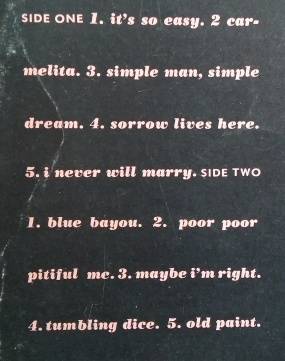 SIDE ONE 1. it's so easy. 2 car-
melita. 3. simple man, simple
dream. 4. sorrow lives here.
5. i never will marry. SIDE TWO
1. blue bayou. 2. poor poor
pitiful me. 3. maybe i'm right.
4. tumbling dice. 5. old paint.